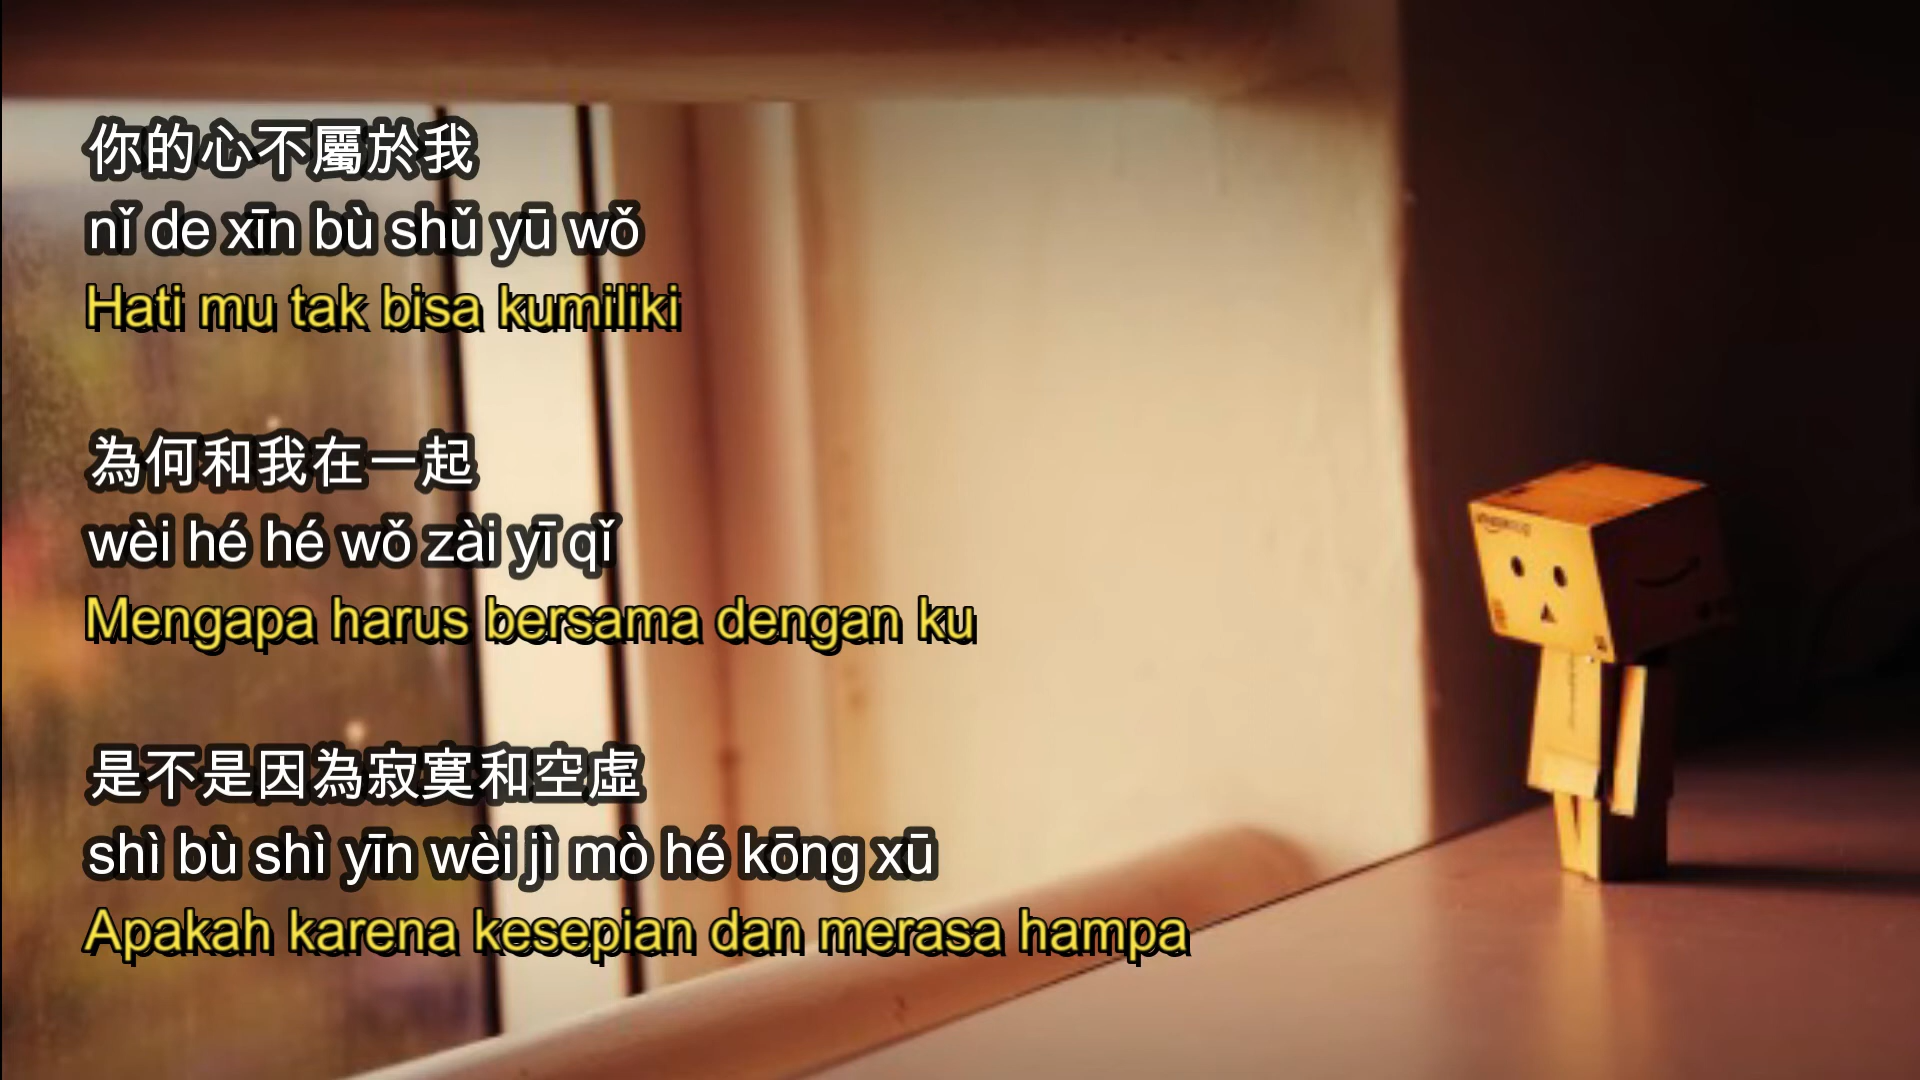 你的心不屬於我
nǐ de xīn bù shǔ yū wǒ
Hati mu tak bisa kumiliki
為何和我在一起
wèi hé hé wǒ zài yī qǐ
Mengapa harus bersama dengan ku
是不是因為寂寞和空虛
shì bù shì yīn wèi jì mò hé kōng xū
Apakah karena kesepian dan merasa hampa